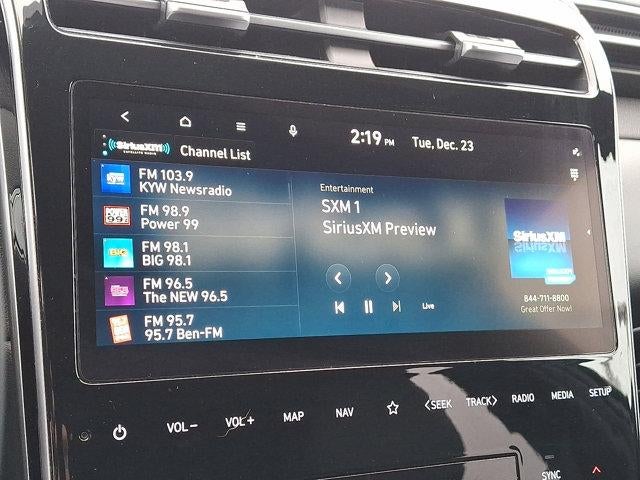 2:19 PM Tue, Dec. 23
SiriusXM
SATELLITE RADIO
Channel List
FM 103.9
KYW Newsradio
FM 98.9
Power 99
FM 98.1
BIG 98.1
FM 96.5
The NEW 96.5
FM 95.7
95.7 Ben-FM
Entertainment
SXM 1
SiriusXM Preview
Live
SiriusXM
844-711-8800
Great Offer Now!
VOL− VOL+ MAP NAV SEEK TRACK RADIO MEDIA SETUP
SYNC